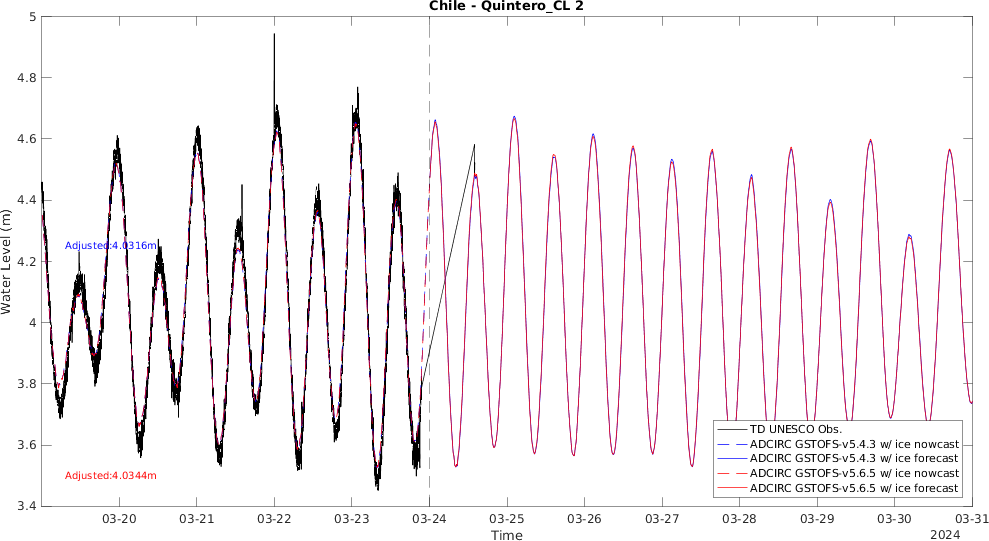 Chile - Quintero_CL 2
5
4.8
4.6
4.4
4.2
4
3.8
3.6
3.4
Water Level (m)
Adjusted:4.0316m
Adjusted:4.0344m
TD UNESCO Obs.
ADCIRC GSTOFS-v5.4.3 w/ ice nowcast
ADCIRC GSTOFS-v5.4.3 w/ ice forecast
ADCIRC GSTOFS-v5.6.5 w/ ice nowcast
ADCIRC GSTOFS-v5.6.5 w/ ice forecast
03-20 03-21 03-22 03-23 03-24 03-25 03-26 03-27 03-28 03-29 03-30 03-31
Time
2024